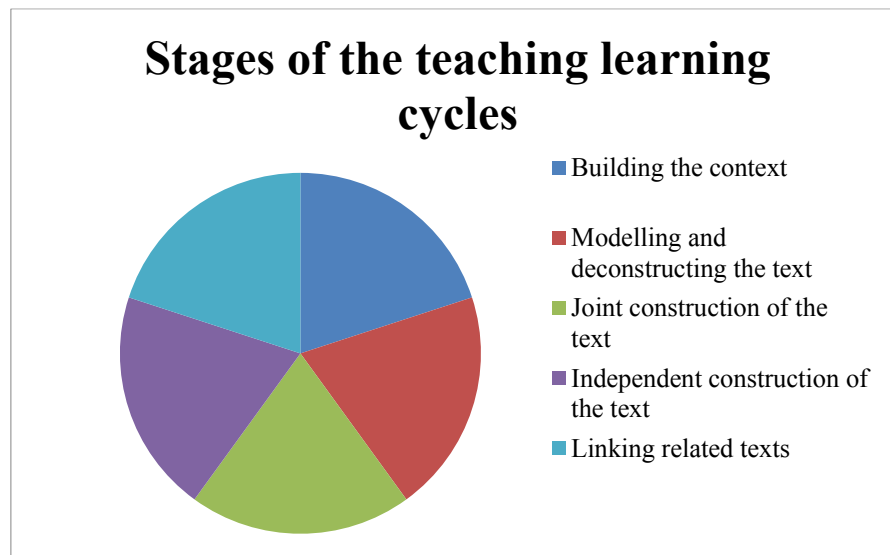 Stages of the teaching learning
cycles
Building the context
Modelling and
deconstructing the text
Joint construction of the
text
Independent construction of
the text
Linking related texts